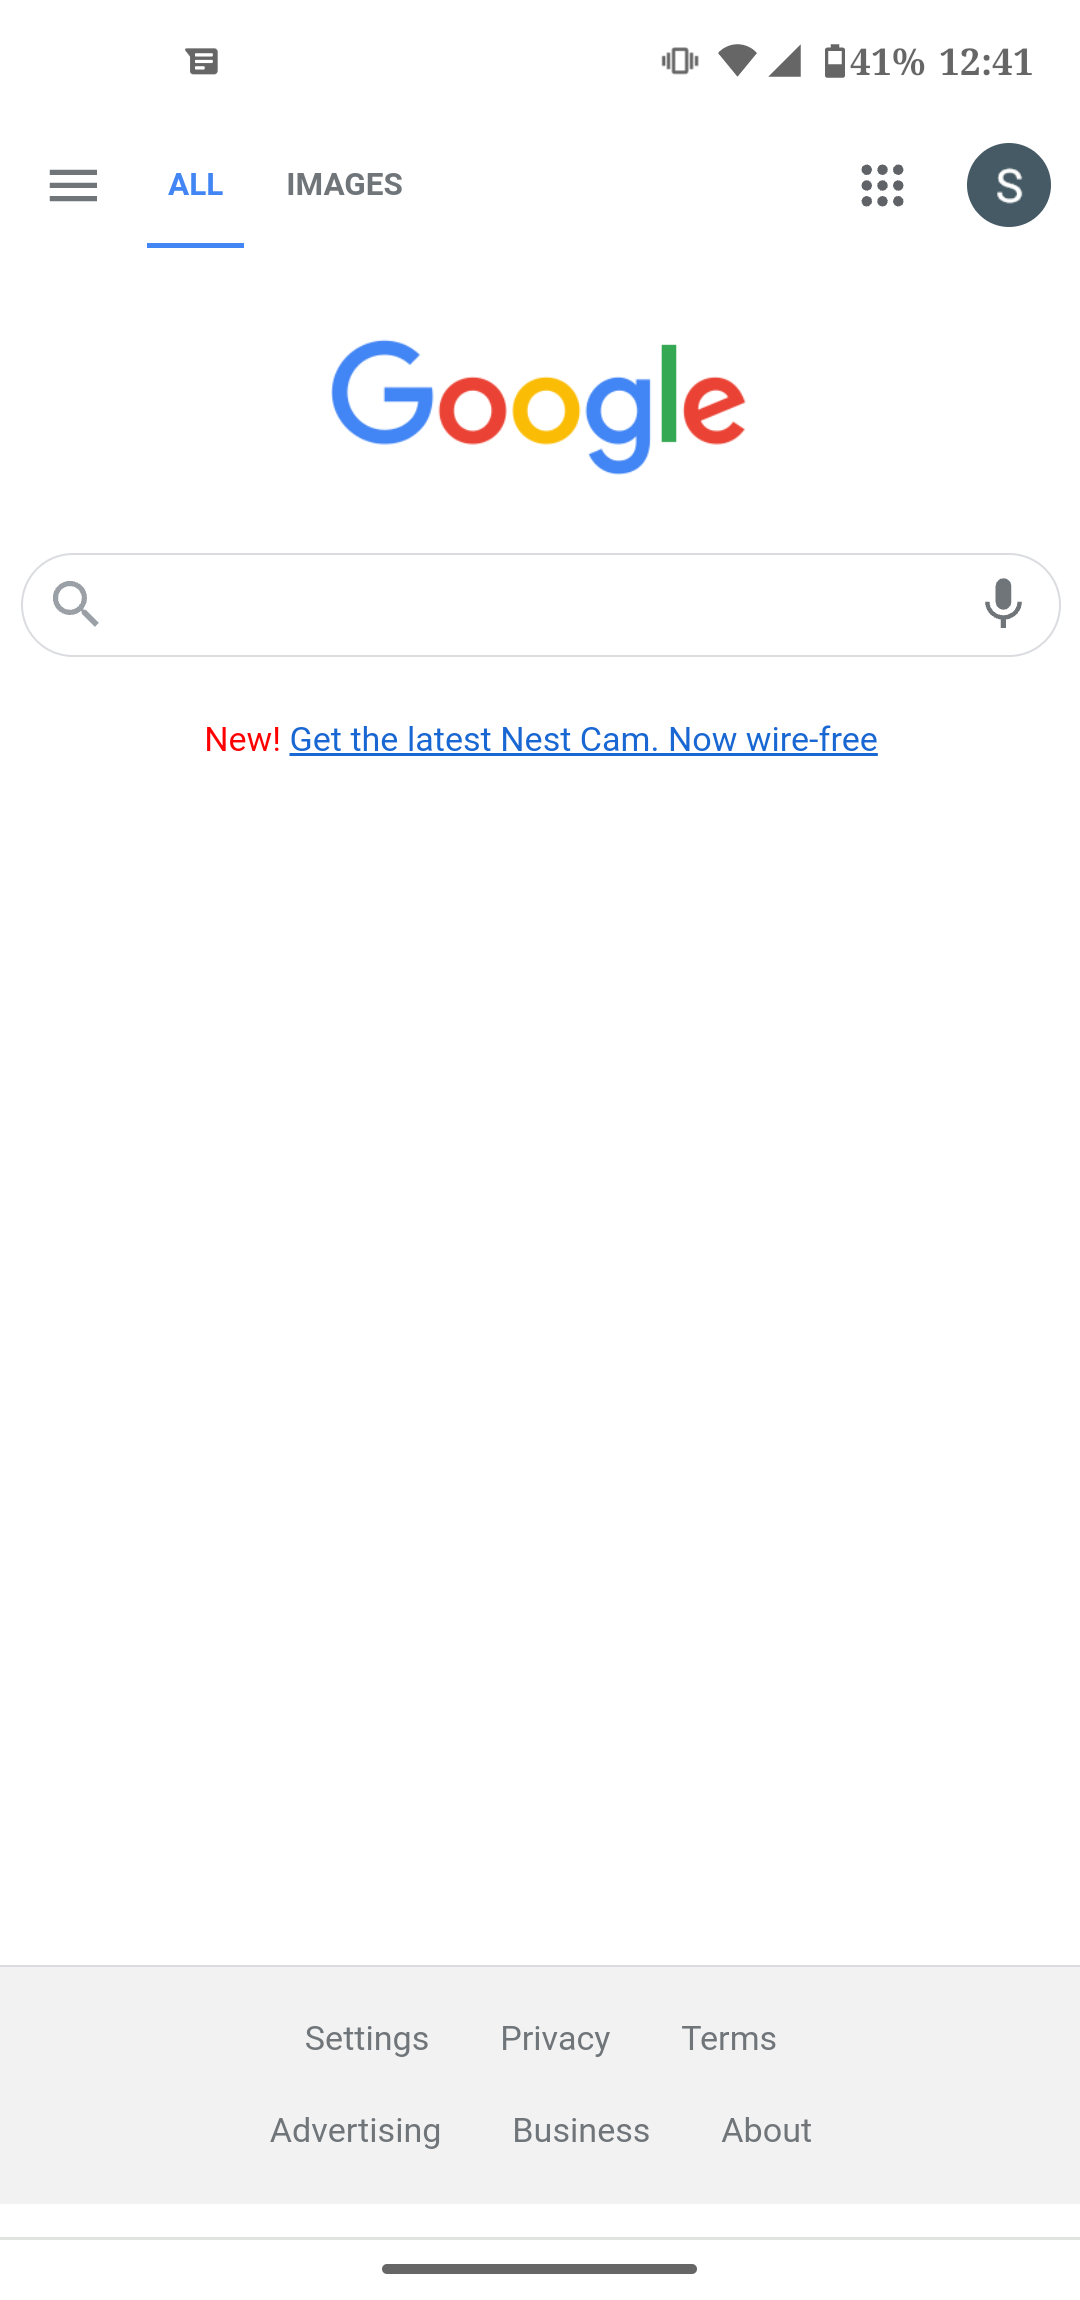 41% 12:41
ALL IMAGES S
Google
New! Get the latest Nest Cam. Now wire-free
Settings Privacy Terms
Advertising Business About